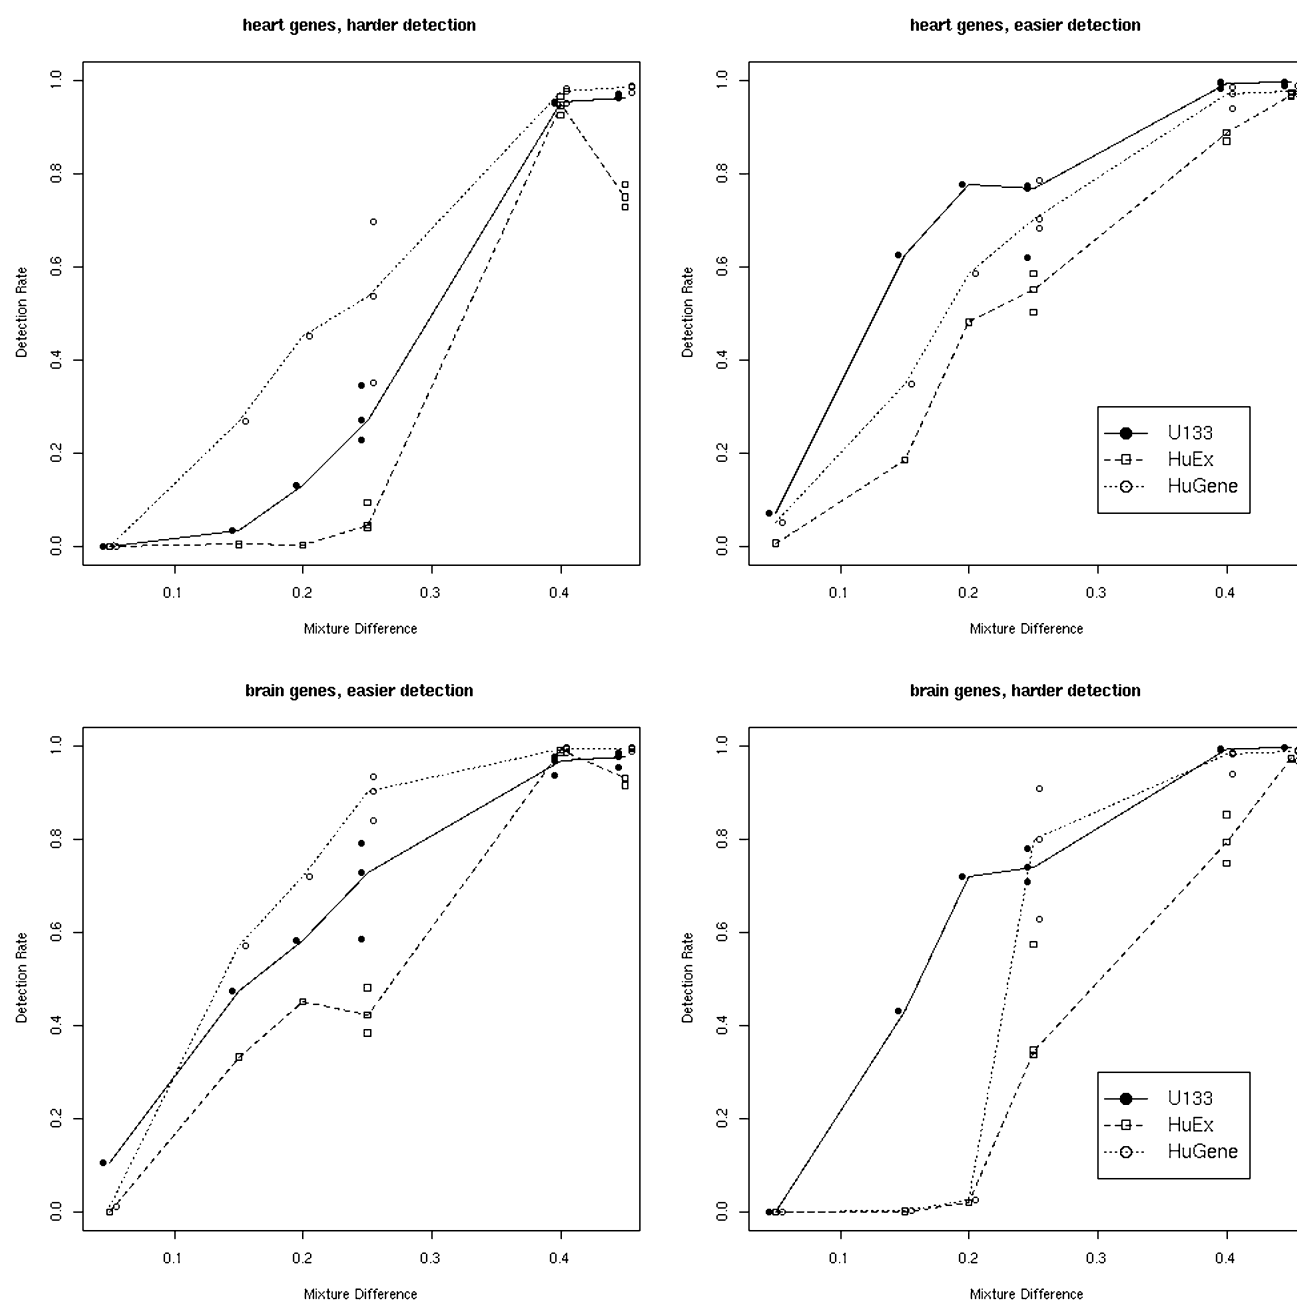 heart genes, harder detection
Detection Rate
0.0 0.2 0.4 0.6 0.8 1.0
0.1 0.2 0.3 0.4
Mixture Difference
heart genes, easier detection
Detection Rate
0.0 0.2 0.4 0.6 0.8 1.0
U133
HuEx
HuGene
0.1 0.2 0.3 0.4
Mixture Difference
brain genes, easier detection
Detection Rate
0.0 0.2 0.4 0.6 0.8 1.0
0.1 0.2 0.3 0.4
Mixture Difference
brain genes, harder detection
Detection Rate
0.0 0.2 0.4 0.6 0.8 1.0
U133
HuEx
HuGene
0.1 0.2 0.3 0.4
Mixture Difference